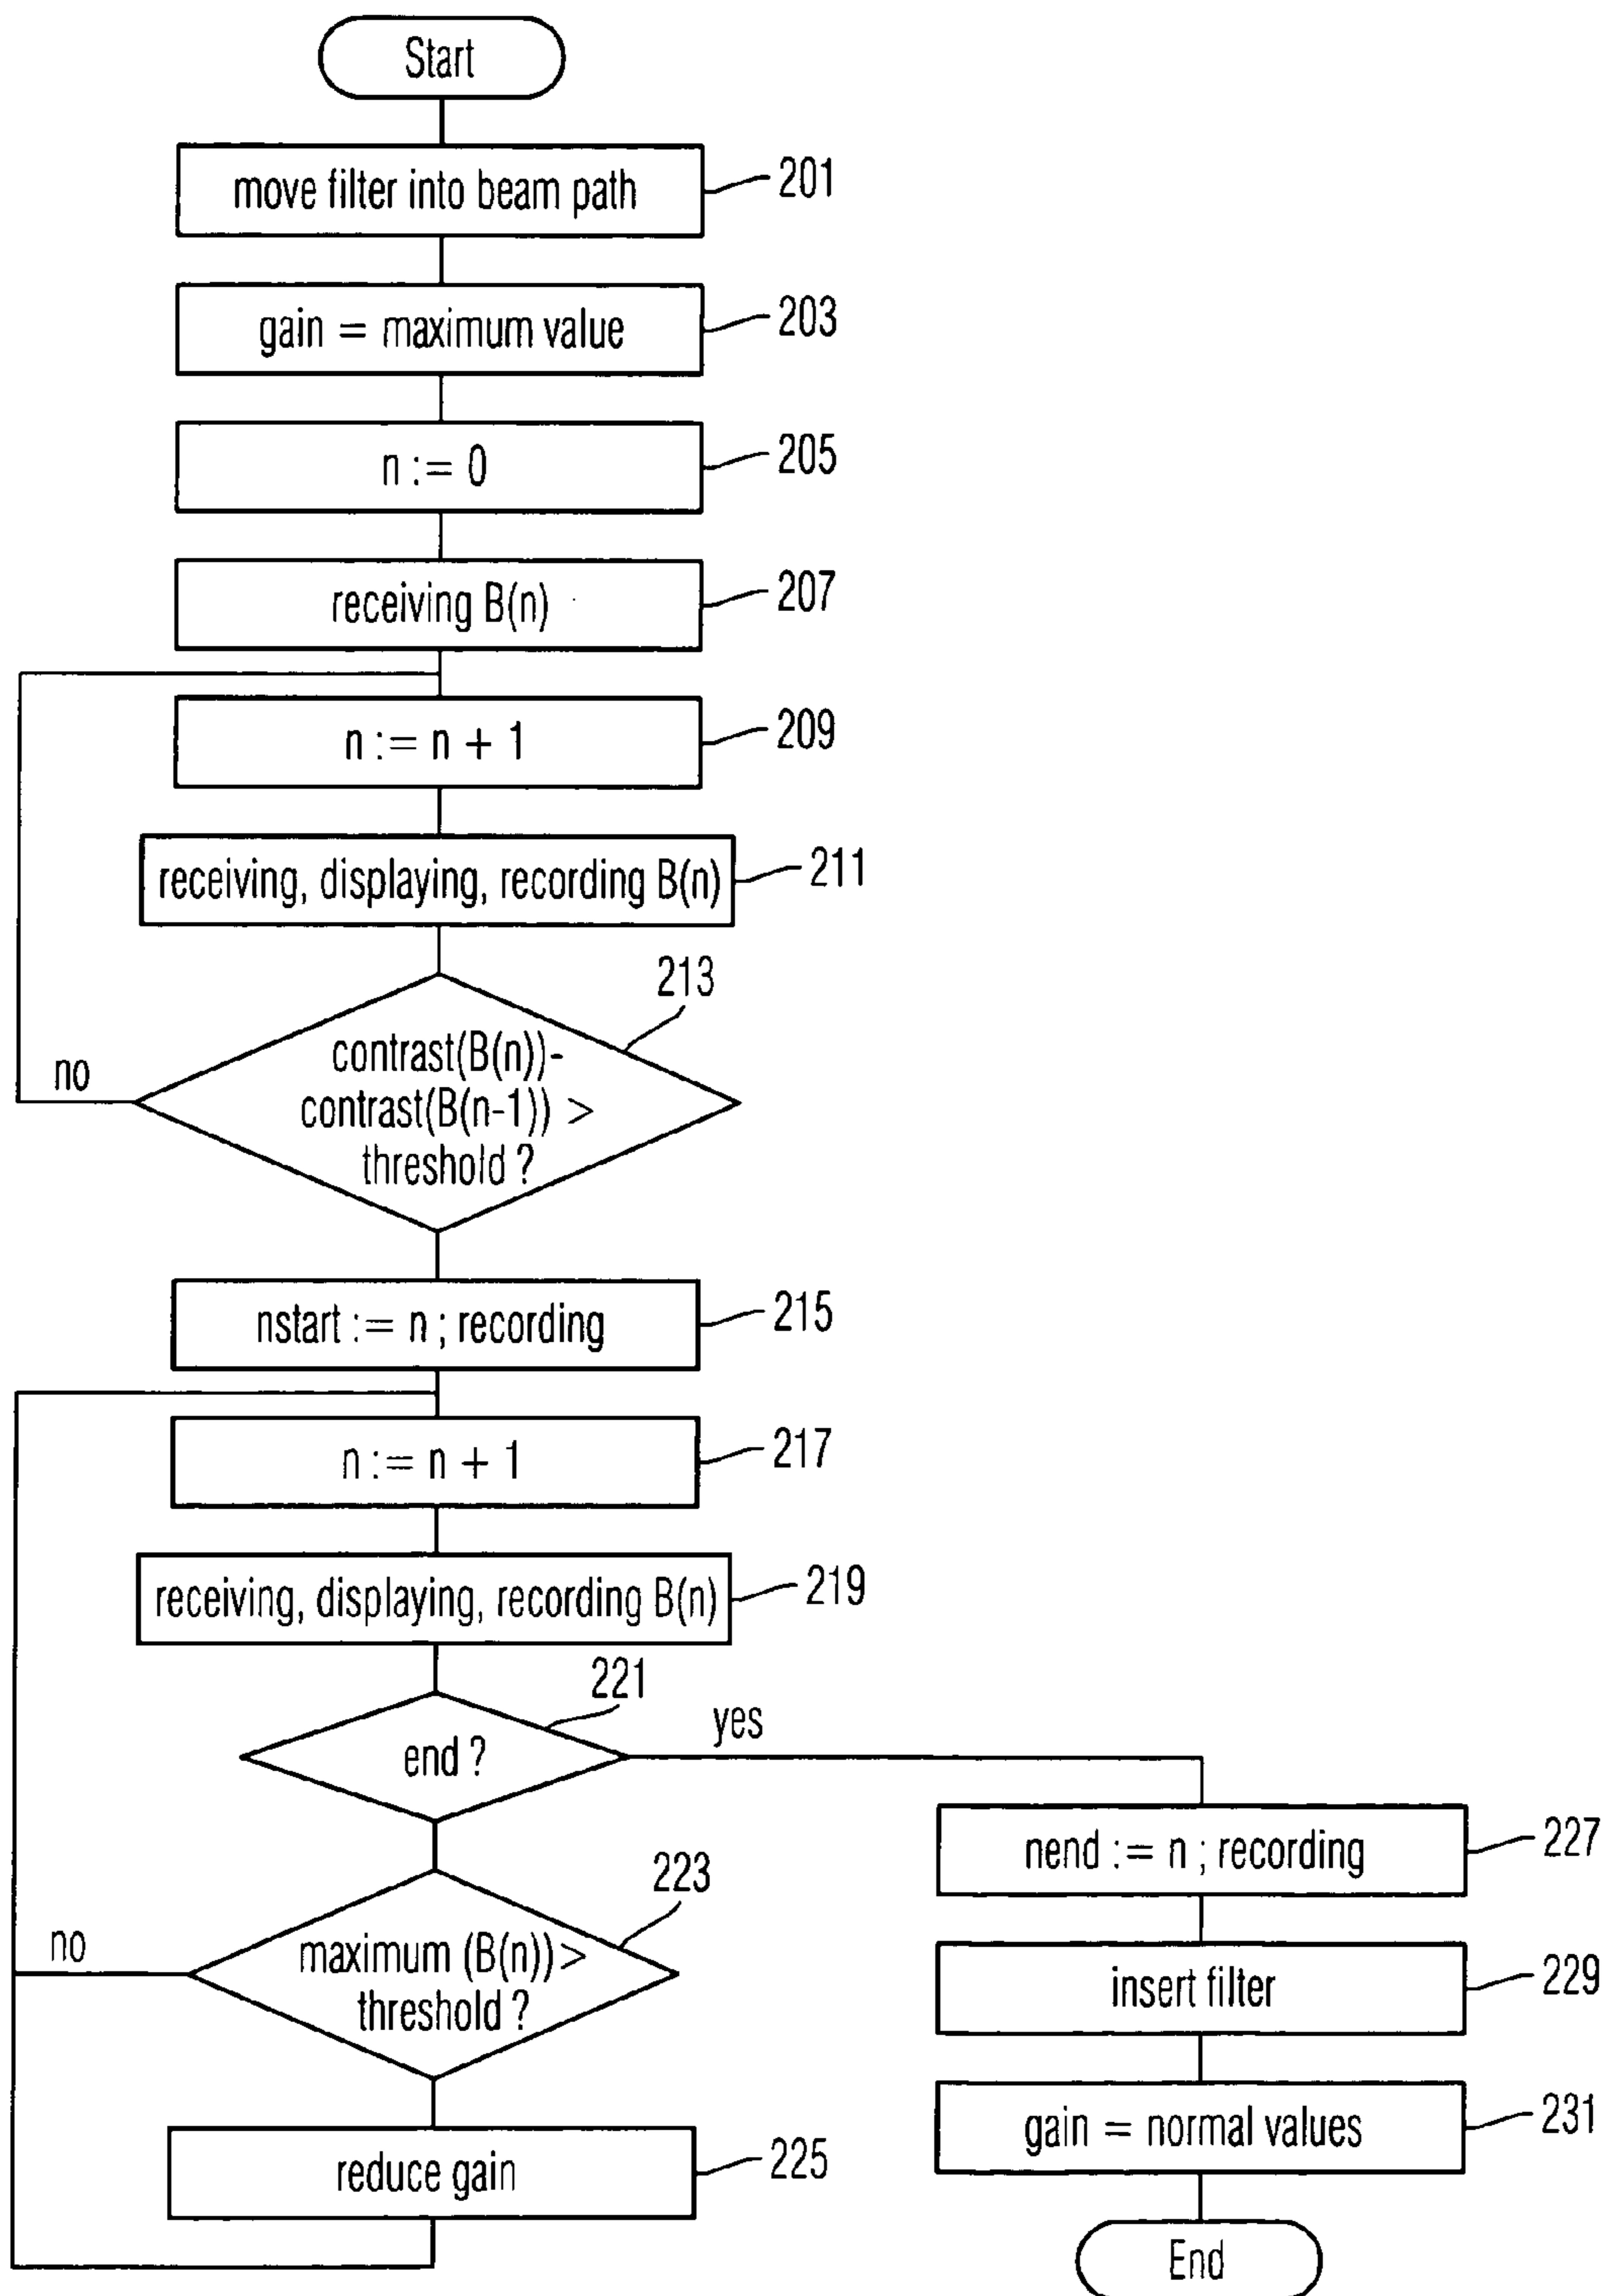 Start
move filter into beam path
201
gain = maximum value
203
n := 0
205
receiving B(n)
207
n := n + 1
209
receiving, displaying, recording B(n)
211
213
contrast(B(n))-
contrast(B(n-1)) >
threshold ?
no
nstart := n ; recording
215
n := n + 1
217
receiving, displaying, recording B(n)
219
221
end ?
yes
223
maximum (B(n)) >
threshold ?
no
reduce gain
225
nend := n ; recording
227
insert filter
229
gain = normal values
231
End